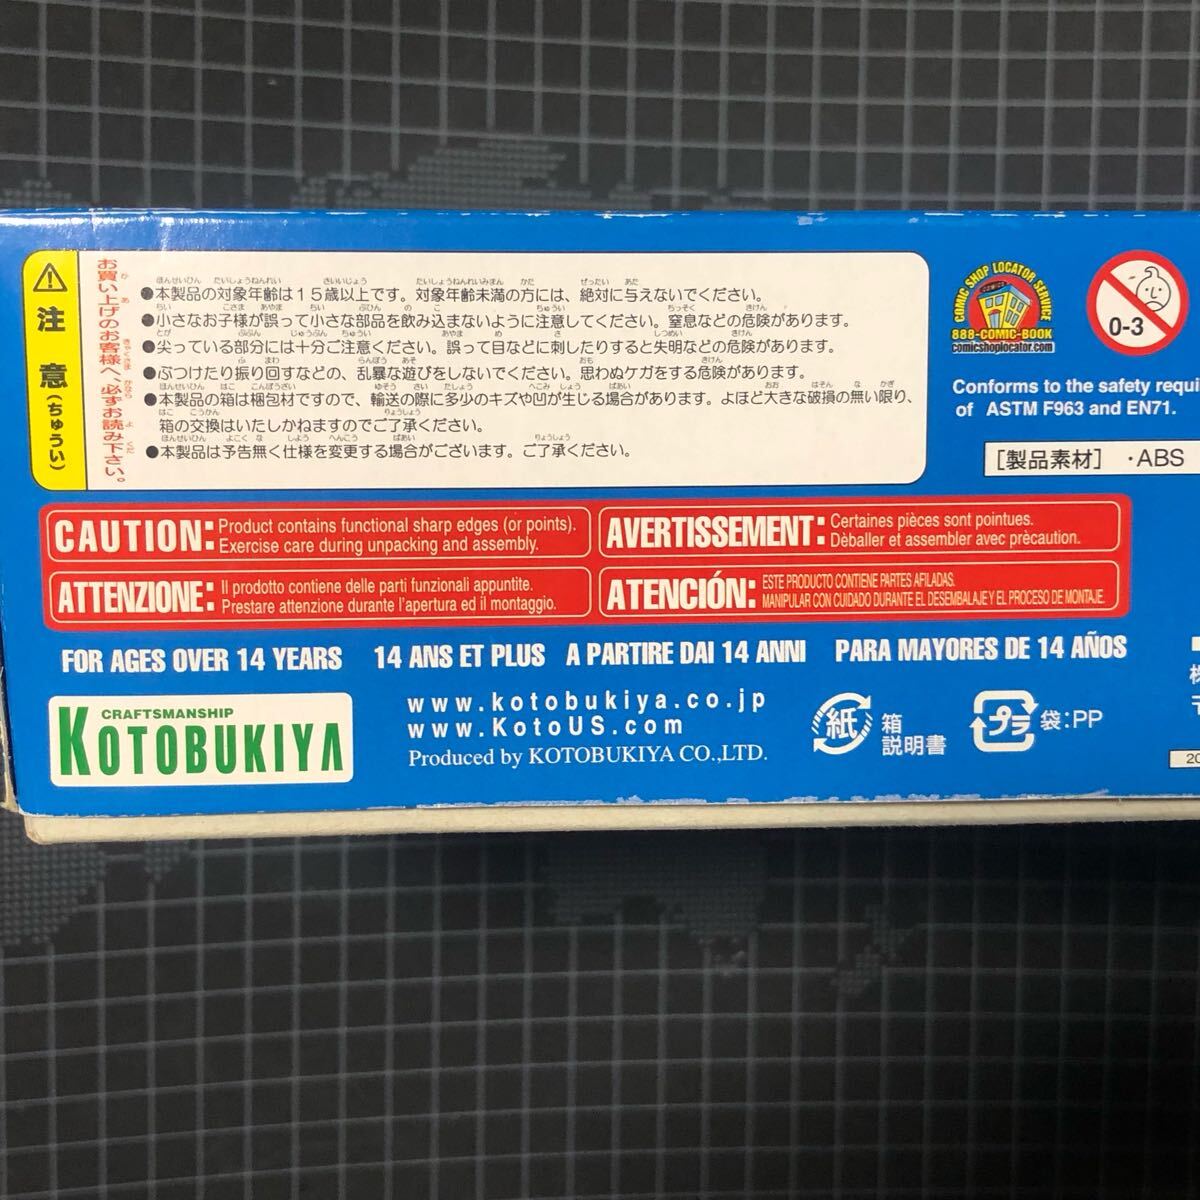 注意
(ちゅうい)
お買い上げのお客様へ、必ずお読み下さい。
●本製品の対象年齢は15歳以上です。対象年齢未満の方には、絶対に与えないでください。
●小さなお子様が誤って小さな部品を飲み込まないように注意してください。窒息などの危険があります。
●尖っている部分には十分ご注意ください。誤って目などに刺したりすると失明などの危険があります。
●ぶつけたり振り回すなどの、乱暴な遊びをしないでください。思わぬケガをする危険があります。
●本製品の箱は梱包材ですので、輸送の際に多少のキズや凹が生じる場合があります。よほど大きな破損の無い限り、
箱の交換はいたしかねますのでご了承ください。
●本製品は予告無く仕様を変更する場合がございます。ご了承ください。
COMIC SHOP LOCATOR SERVICE
COMICS
888-COMIC-BOOK
comicshoplocator.com
0-3
Conforms to the safety requi
of ASTM F963 and EN71.
[製品素材] ・ABS
CAUTION: Product contains functional sharp edges (or points).
Exercise care during unpacking and assembly.
AVERTISSEMENT: Certaines pièces sont pointues.
Dèballer et assembler avec prècaution.
ATTENZIONE: Il prodotto contiene delle parti funzionali appuntite.
Prestare attenzione durante l'apertura ed il montaggio.
ATENCIÓN: ESTE PRODUCTO CONTIENE PARTES AFILADAS.
MANIPULAR CON CUIDADO DURANTE EL DESEMBALAJE Y EL PROCESO DE MONTAJE.
FOR AGES OVER 14 YEARS 14 ANS ET PLUS A PARTIRE DAI 14 ANNI PARA MAYORES DE 14 AÑOS
CRAFTSMANSHIP
KOTOBUKIYA
www.kotobukiya.co.jp
www.KotoUS.com
Produced by KOTOBUKIYA CO.,LTD.
紙
箱
説明書
プラ
袋:PP
株
〒
20